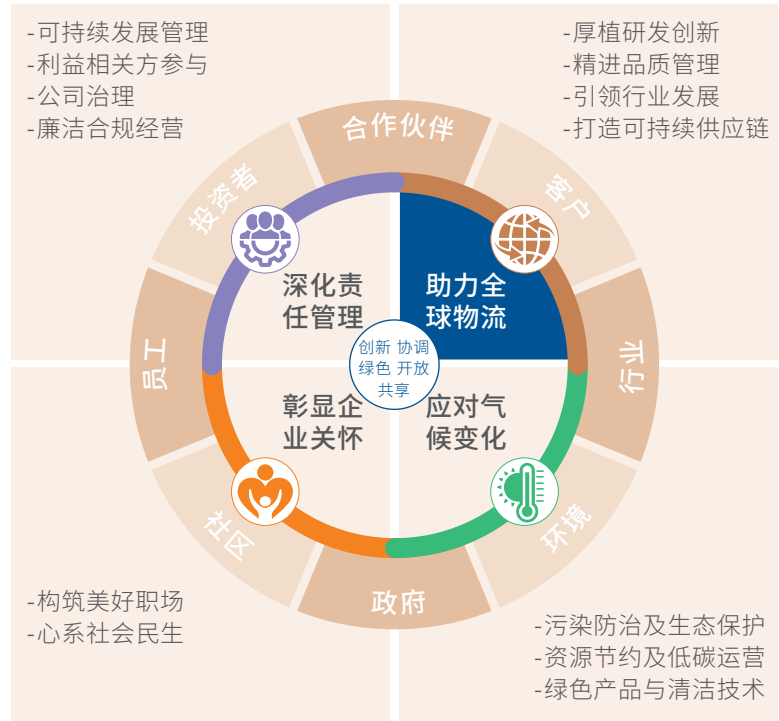 -可持续发展管理
-利益相关方参与
-公司治理
-廉洁合规经营
-厚植研发创新
-精进品质管理
-引领行业发展
-打造可持续供应链
合作伙伴
投资者
客户
员工
行业
深化责
任管理
助力全
球物流
创新 协调
绿色 开放
共享
彰显企
业关怀
应对气
候变化
社区
环境
政府
-构筑美好职场
-心系社会民生
-污染防治及生态保护
-资源节约及低碳运营
-绿色产品与清洁技术